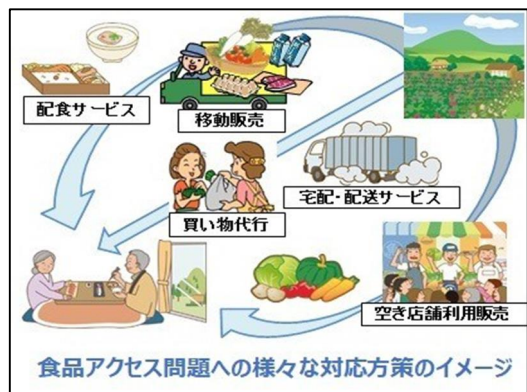 配食サービス
移動販売
買い物代行
宅配・配送サービス
空き店舗利用販売
食品アクセス問題への様々な対応方策のイメージ